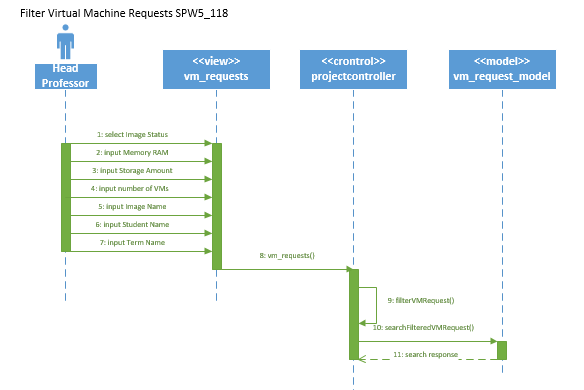 Filter Virtual Machine Requests SPW5_118
Head
Professor
<<view>>
vm_requests
<<crontrol>>
projectcontroller
<<model>>
vm_request_model
1: select Image Status
2: input Memory RAM
3: input Storage Amount
4: input number of VMs
5: input Image Name
6: input Student Name
7: input Term Name
8: vm_requests()
9: filterVMRequest()
10: searchFilteredVMRequest()
11: search response